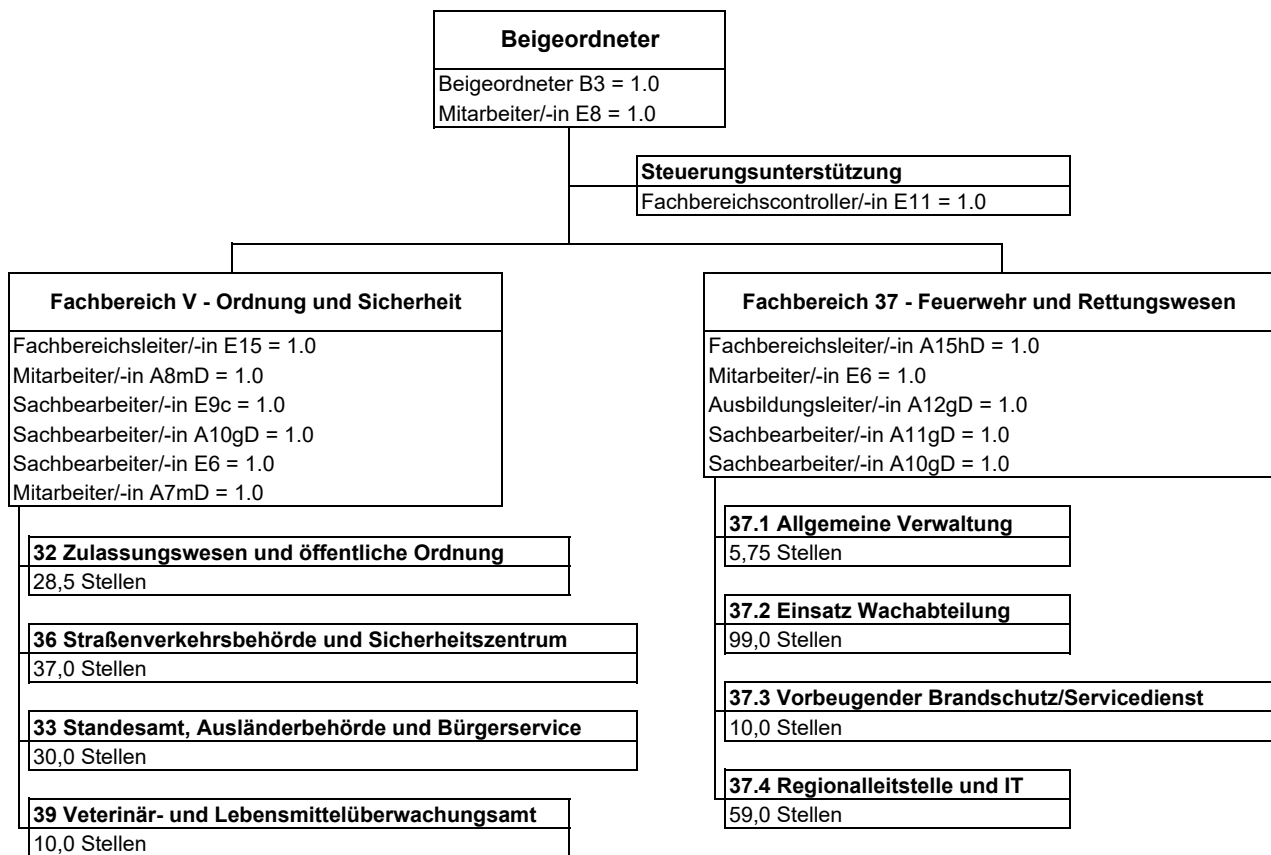 Beigeordneter
Beigeordneter B3 = 1.0
Mitarbeiter/-in E8 = 1.0
Steuerungsunterstützung
Fachbereichscontroller/-in E11 = 1.0
Fachbereich V - Ordnung und Sicherheit
Fachbereichsleiter/-in E15 = 1.0
Mitarbeiter/-in A8mD = 1.0
Sachbearbeiter/-in E9c = 1.0
Sachbearbeiter/-in A10gD = 1.0
Sachbearbeiter/-in E6 = 1.0
Mitarbeiter/-in A7mD = 1.0
32 Zulassungswesen und öffentliche Ordnung
28,5 Stellen
36 Straßenverkehrsbehörde und Sicherheitszentrum
37,0 Stellen
33 Standesamt, Ausländerbehörde und Bürgerservice
30,0 Stellen
39 Veterinär- und Lebensmittelüberwachungsamt
10,0 Stellen
Fachbereich 37 - Feuerwehr und Rettungswesen
Fachbereichsleiter/-in A15hD = 1.0
Mitarbeiter/-in E6 = 1.0
Ausbildungsleiter/-in A12gD = 1.0
Sachbearbeiter/-in A11gD = 1.0
Sachbearbeiter/-in A10gD = 1.0
37.1 Allgemeine Verwaltung
5,75 Stellen
37.2 Einsatz Wachabteilung
99,0 Stellen
37.3 Vorbeugender Brandschutz/Servicedienst
10,0 Stellen
37.4 Regionalleitstelle und IT
59,0 Stellen